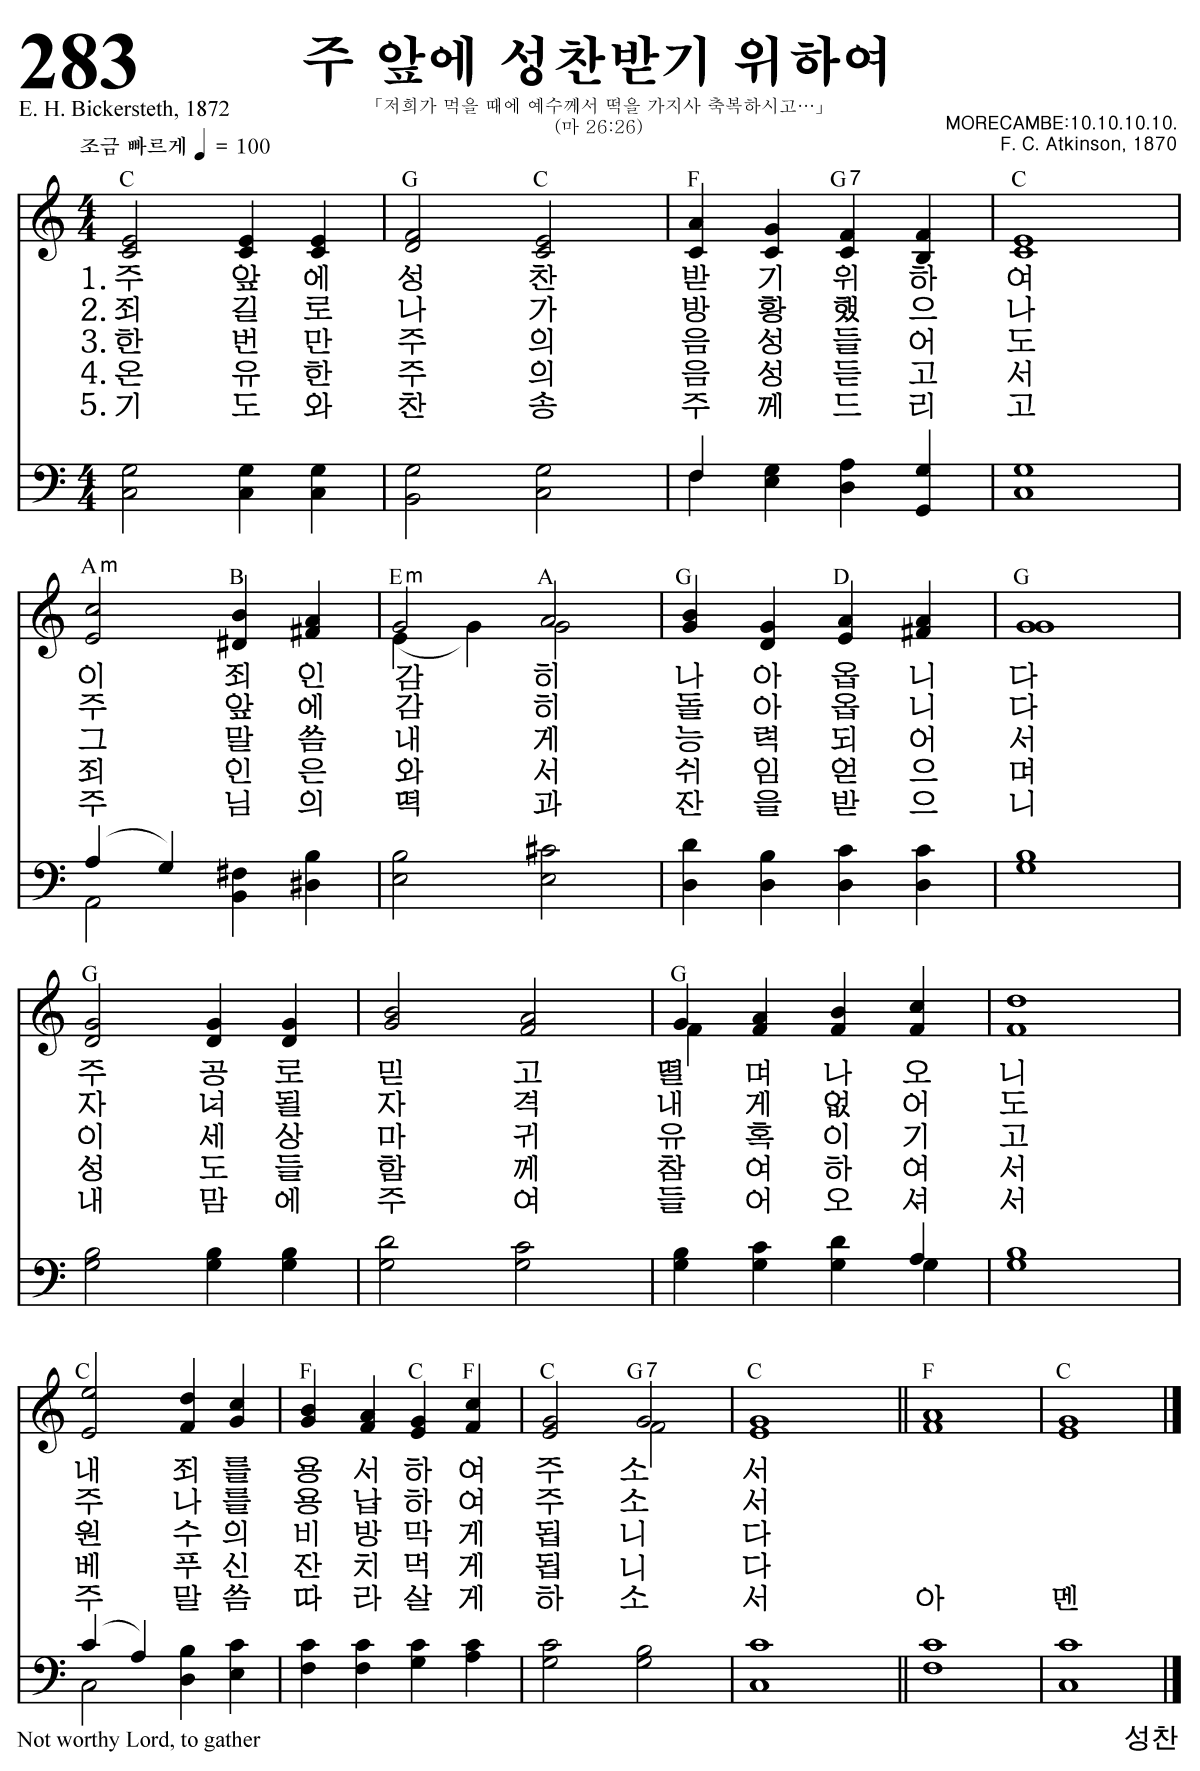 283
주 앞에 성찬받기 위하여
E. H. Bickersteth, 1872
「저희가 먹을 때에 예수께서 떡을 가지사 축복하시고…」
(마 26:26)
MORECAMBE:10.10.10.10.
조금 빠르게 ♩ = 100
F. C. Atkinson, 1870
C G C F G7 C
1.주 앞 에 성 찬 받 기 위 하 여
2.죄 길 로 나 가 방 황 했 으 나
3.한 번 만 주 의 음 성 들 어 도
4.온 유 한 주 의 음 성 듣 고 서
5.기 도 와 찬 송 주 께 드 리 고
Am B Em A G D G
이 죄 인 감 히 나 아 옵 니 다
주 앞 에 감 히 돌 아 옵 니 다
그 말 씀 내 게 능 력 되 어 서
죄 인 은 와 서 쉬 임 얻 으 며
주 님 의 떡 과 잔 을 받 으 니
G G
주 공 로 믿 고 떨 며 나 오 니
자 녀 될 자 격 내 게 없 어 도
이 세 상 마 귀 유 혹 이 기 고
성 도 들 함 께 참 여 하 여 서
내 맘 에 주 여 들 어 오 셔 서
C F C F C G7 C F C
내 죄 를 용 서 하 여 주 소 서
주 나 를 용 납 하 여 주 소 서
원 수 의 비 방 막 게 됩 니 다
베 푸 신 잔 치 먹 게 됩 니 다
주 말 씀 따 라 살 게 하 소 서 아 멘
Not worthy Lord, to gather
성찬